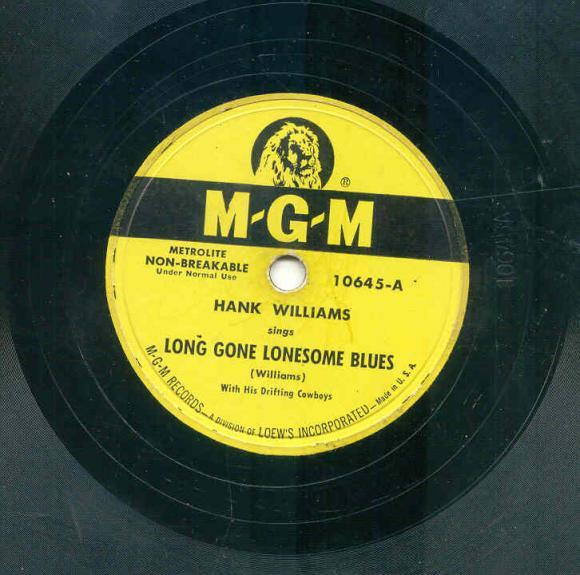 ®
M-G-M
METROLITE
NON-BREAKABLE
Under Normal Use
10645-A
HANK WILLIAMS
sings
LONG GONE LONESOME BLUES
(Williams)
With His Drifting Cowboys
M-G-M RECORDS—A DIVISION OF LOEW'S INCORPORATED—Made in U.S.A.